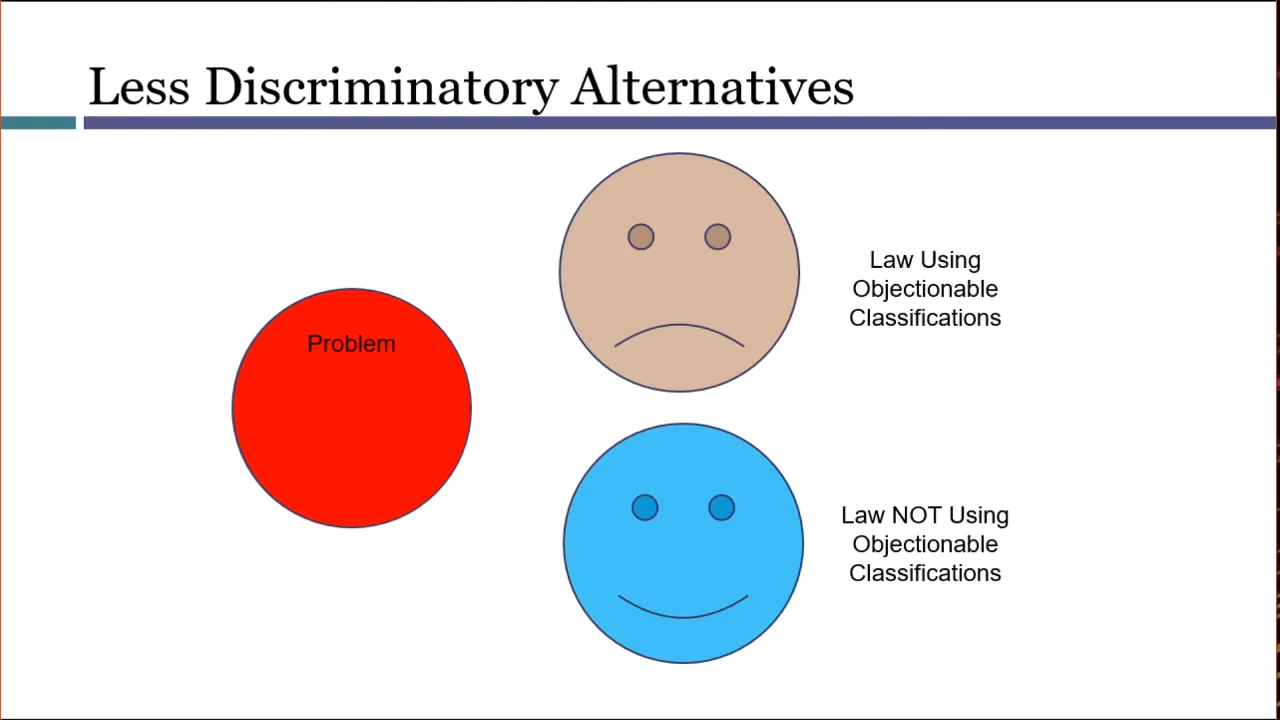 Less Discriminatory Alternatives
Problem
Law Using
Objectionable
Classifications
Law NOT Using
Objectionable
Classifications